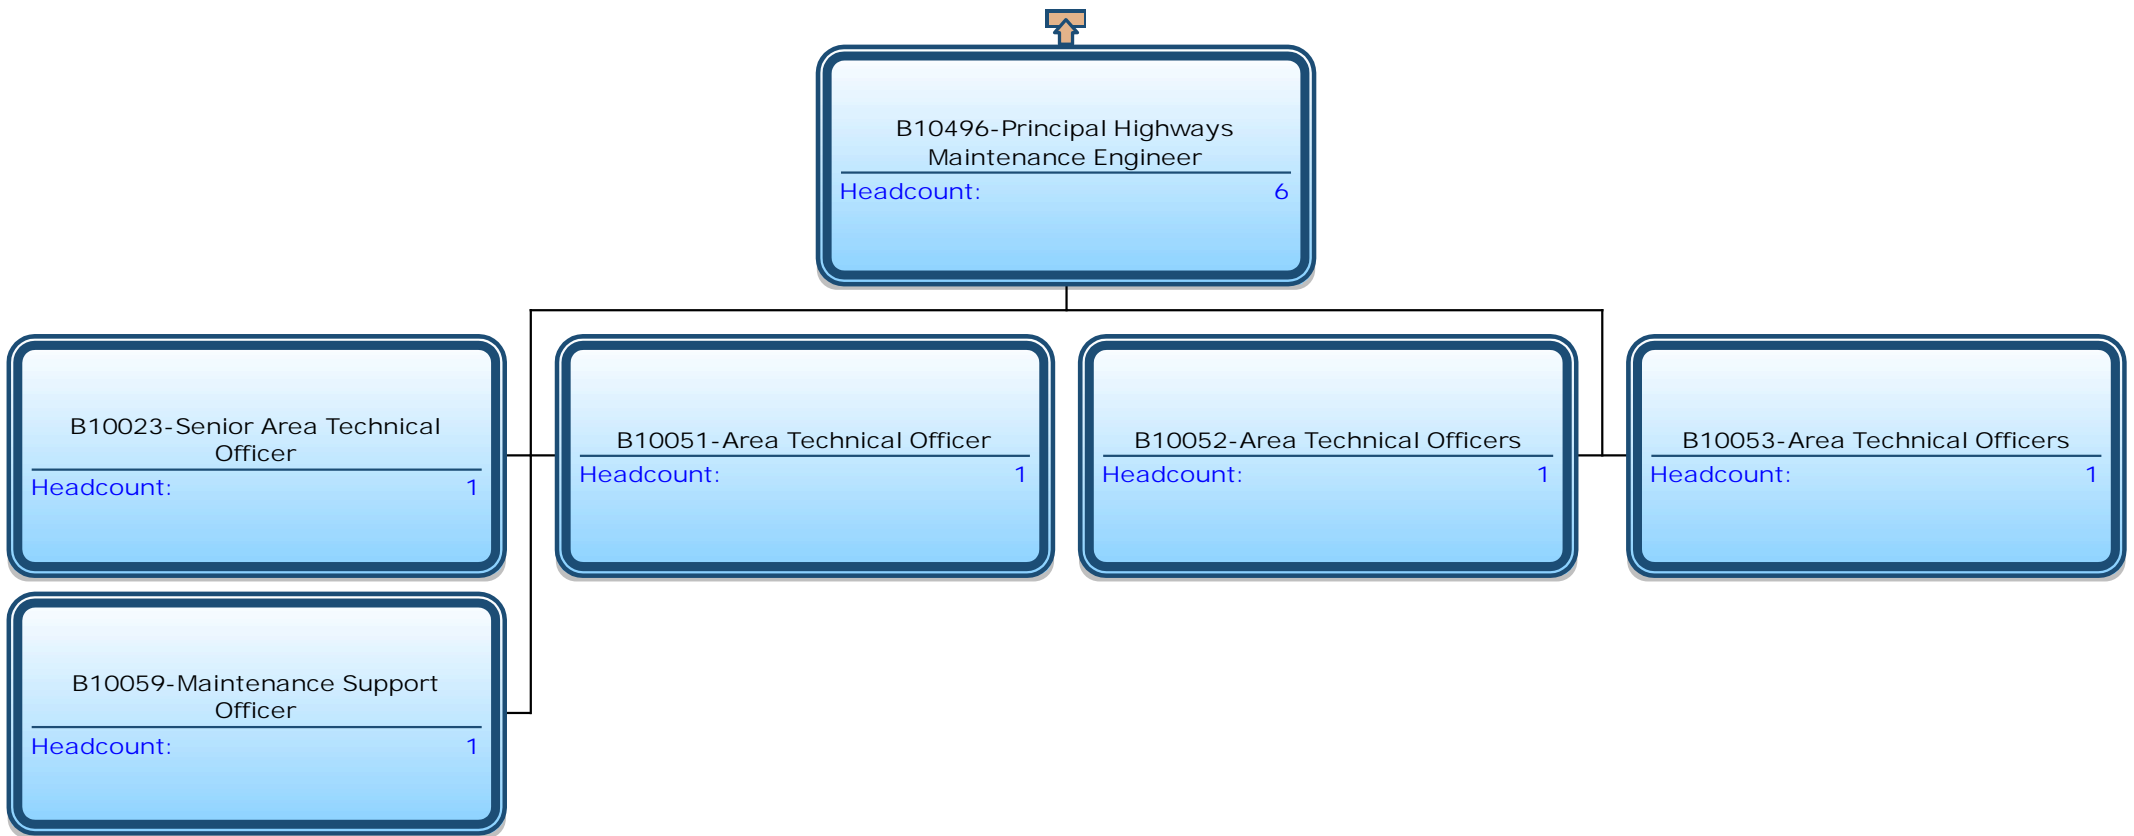 B10496-Principal Highways
Maintenance Engineer
Headcount: 6
B10023-Senior Area Technical
Officer
Headcount: 1
B10051-Area Technical Officer
Headcount: 1
B10052-Area Technical Officers
Headcount: 1
B10053-Area Technical Officers
Headcount: 1
B10059-Maintenance Support
Officer
Headcount: 1